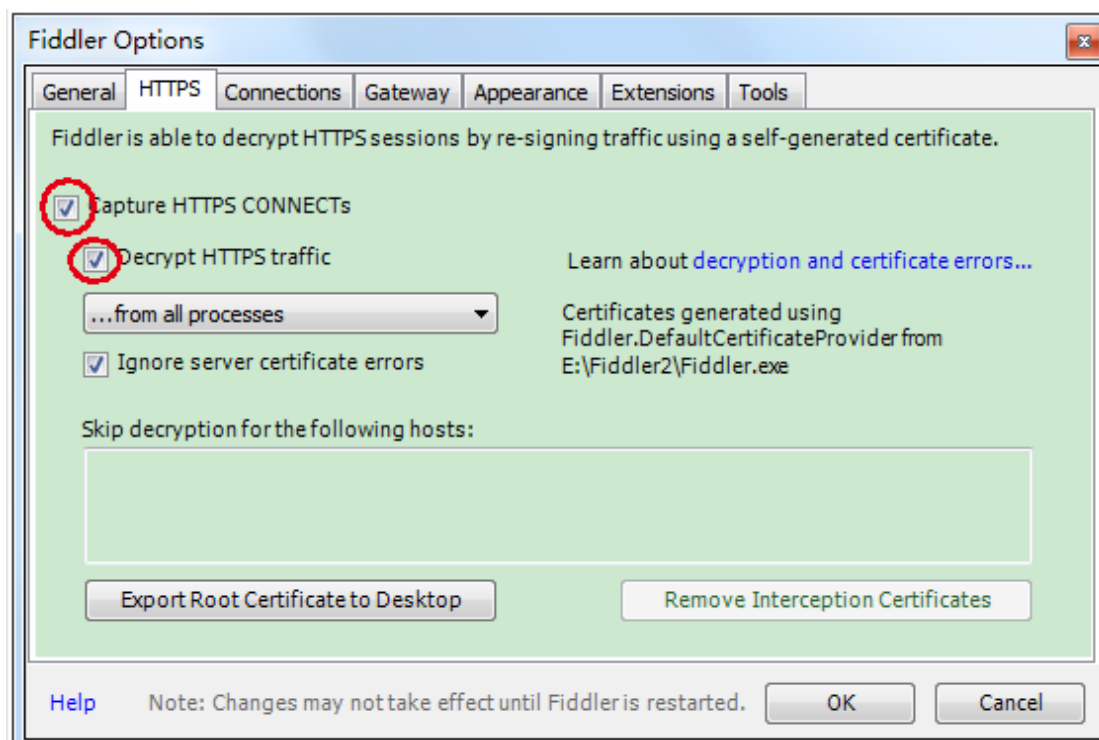 Fiddler Options
General HTTPS Connections Gateway Appearance Extensions Tools
Fiddler is able to decrypt HTTPS sessions by re-signing traffic using a self-generated certificate.
Capture HTTPS CONNECTs
Decrypt HTTPS traffic
Learn about decryption and certificate errors...
...from all processes
Certificates generated using
Fiddler.DefaultCertificateProvider from
E:\Fiddler2\Fiddler.exe
Ignore server certificate errors
Skip decryption for the following hosts:
Export Root Certificate to Desktop
Remove Interception Certificates
Help
Note: Changes may not take effect until Fiddler is restarted.
OK
Cancel